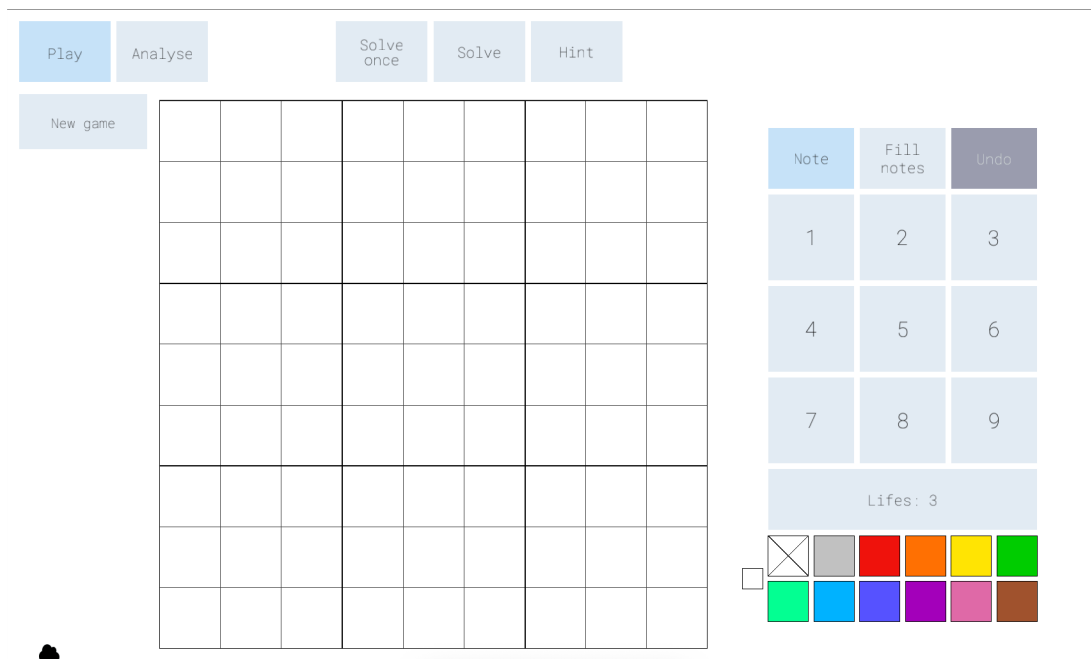 Play
Analyse
Solve
once
Solve
Hint
New game
Note
Fill
notes
Undo
1
2
3
4
5
6
7
8
9
Lifes: 3